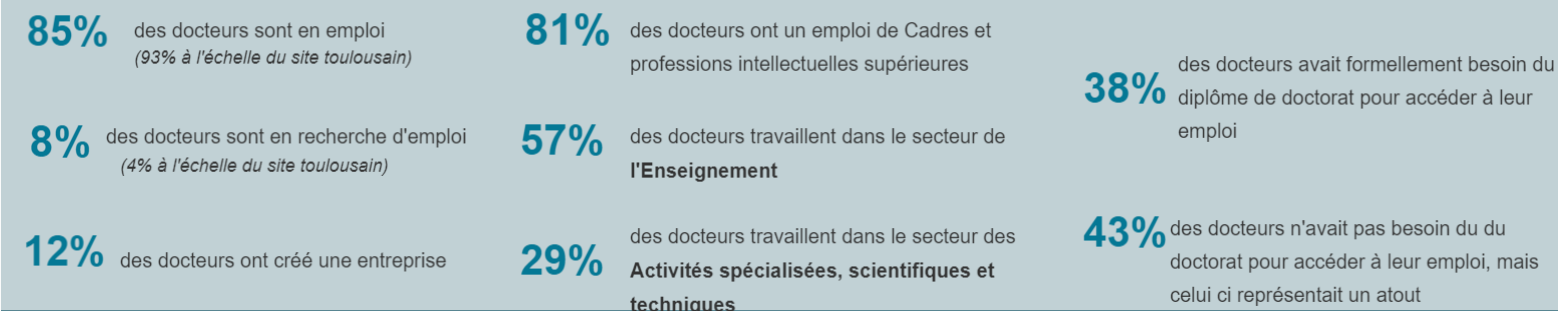 85% des docteurs sont en emploi
(93% à l'échelle du site toulousain)
8% des docteurs sont en recherche d'emploi
(4% à l'échelle du site toulousain)
12% des docteurs ont créé une entreprise
81% des docteurs ont un emploi de Cadres et
professions intellectuelles supérieures
57% des docteurs travaillent dans le secteur de
l'Enseignement
29% des docteurs travaillent dans le secteur des
Activités spécialisées, scientifiques et
techniques
38% des docteurs avait formellement besoin du
diplôme de doctorat pour accéder à leur
emploi
43% des docteurs n'avait pas besoin du du
doctorat pour accéder à leur emploi, mais
celui ci représentait un atout